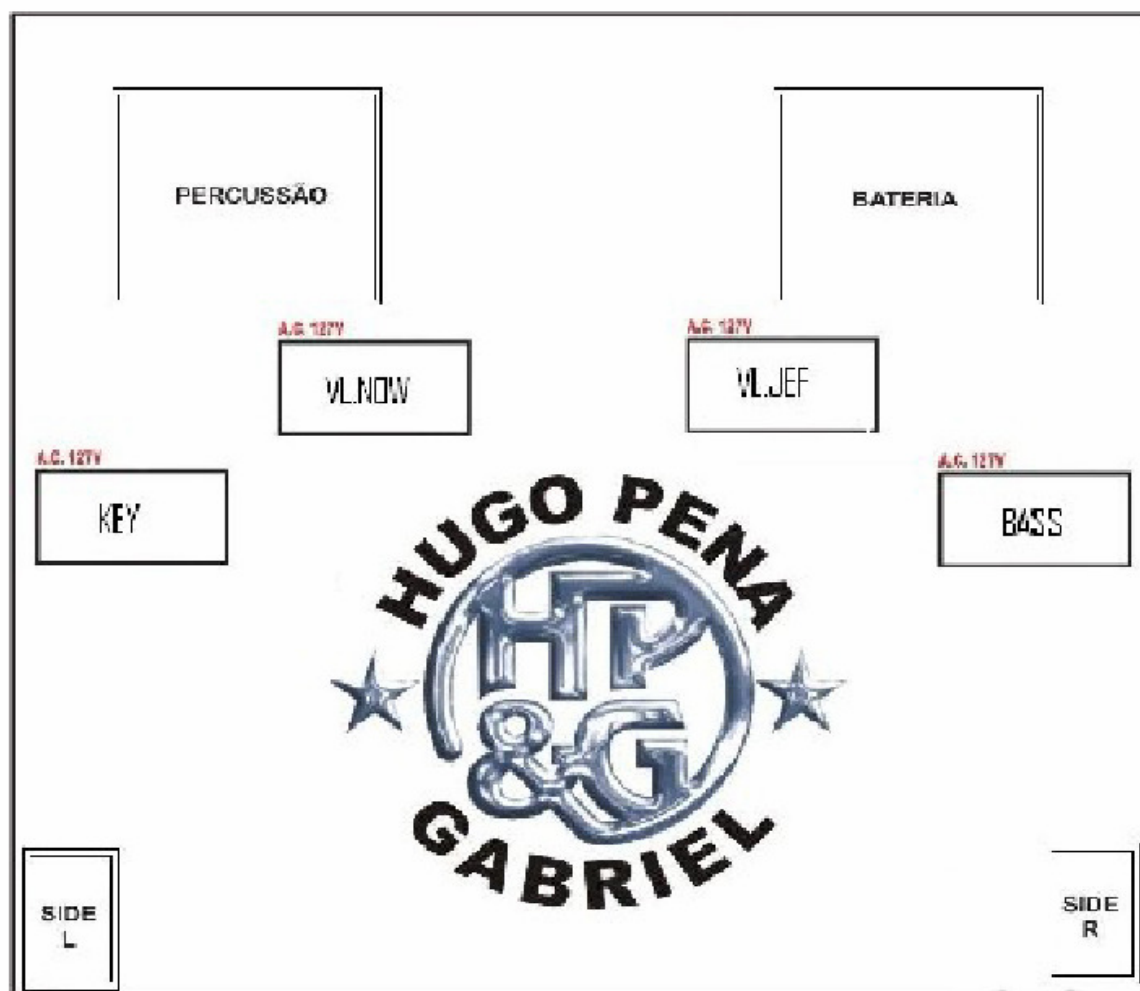 PERCUSSÃO
BATERIA
A.C. 127V
A.C. 127V
VL.NOW
VL.JEF
A.C. 127V
A.C. 127V
KEY
BASS
HUGO PENA
HP
&G
GABRIEL
SIDE
L
SIDE
R